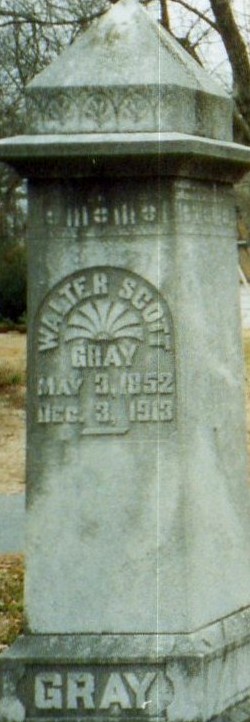 WALTER SCOTT
GRAY
MAY 3, 1852
DEC. 3, 1913
GRAY